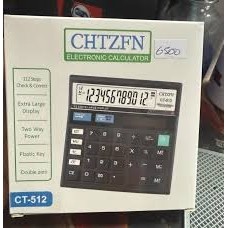 CHTZFN
6800
ELECTRONIC CALCULATOR
112 Steps
Check & Correct
Extra Large
Display
Two Way
Power
Plastic Key
Double zero
123456789012
CT-512